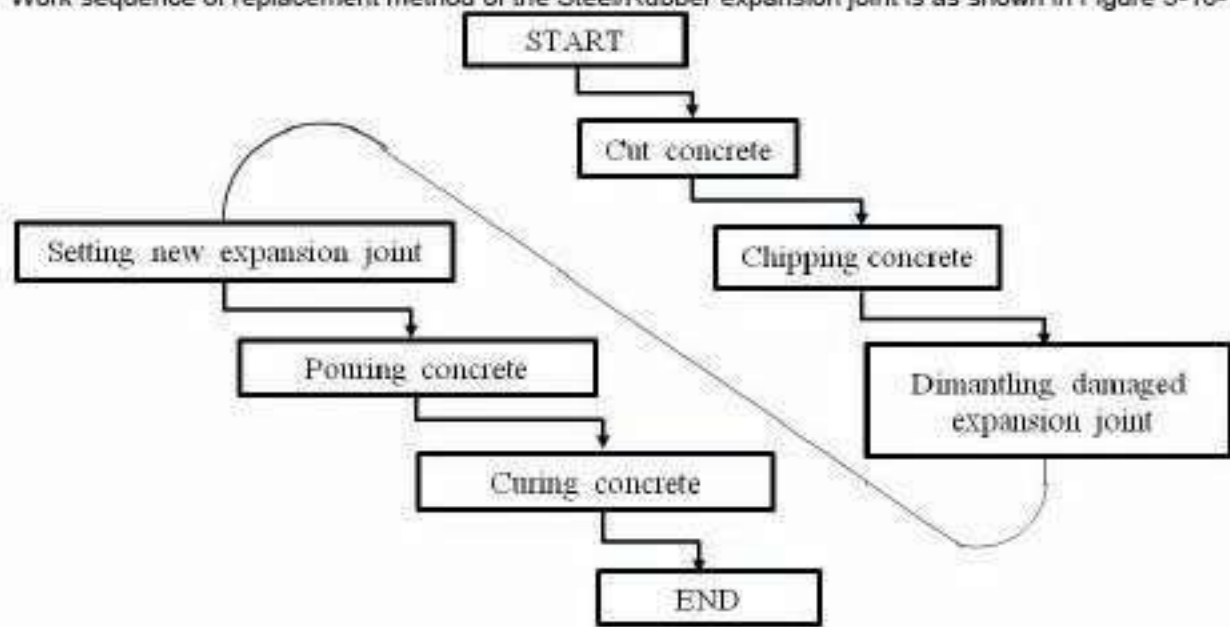 Work sequence of replacement method of the Steel/Rubber expansion joint is as shown in Figure
START
Cut concrete
Chipping concrete
Dimantling damaged
expansion joint
Setting new expansion joint
Pouring concrete
Curing concrete
END